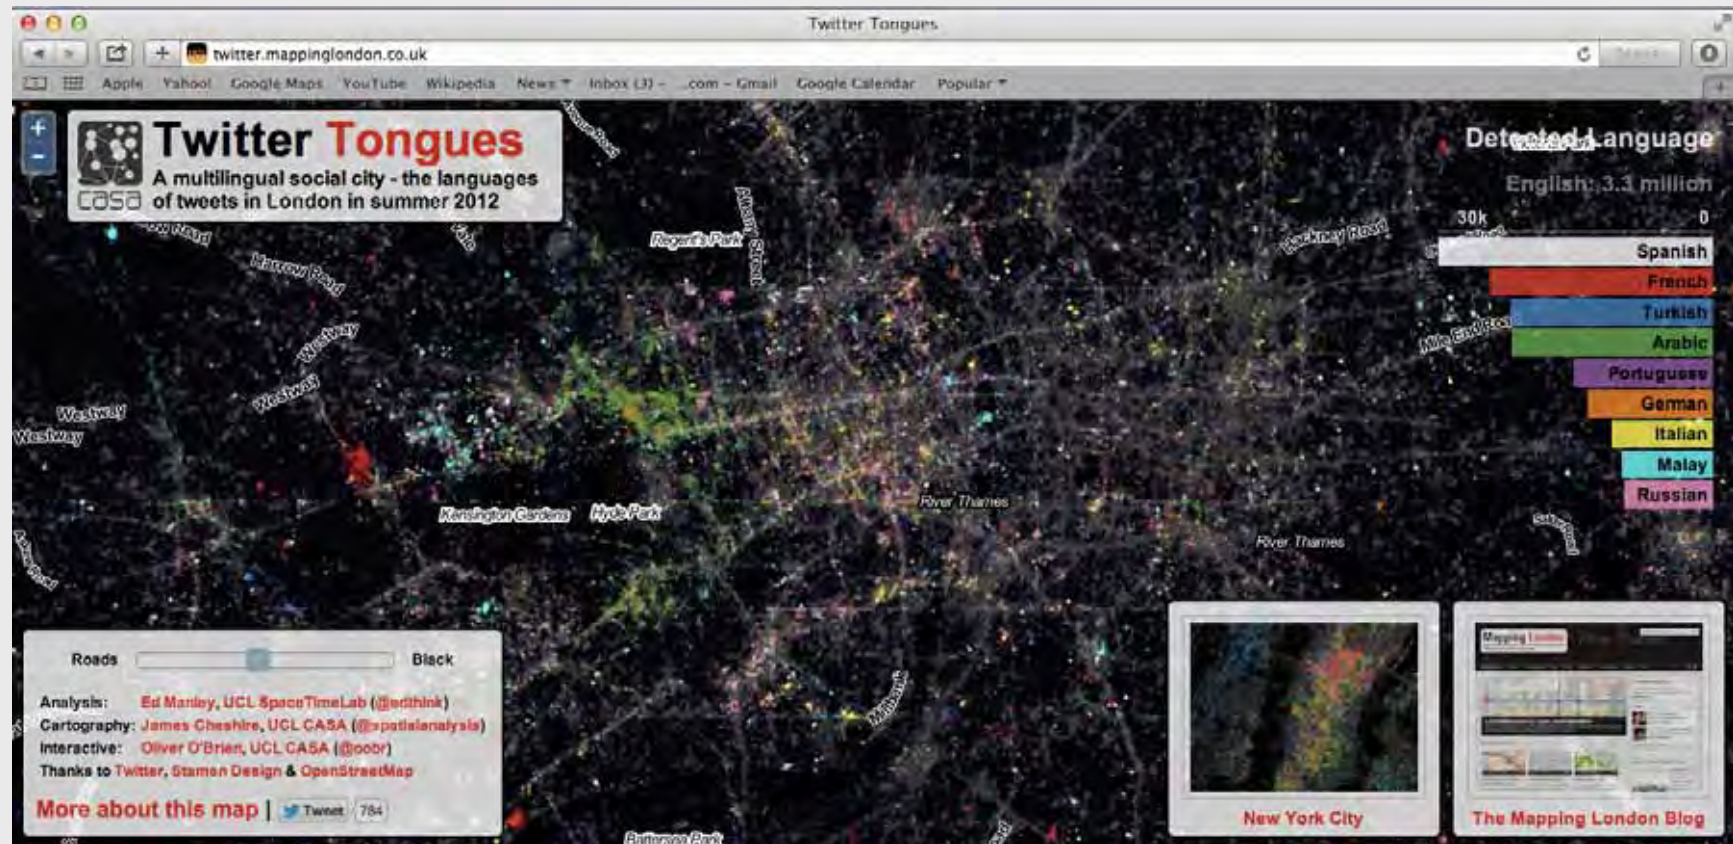 Twitter Tongues
twitter.mappinglondon.co.uk
Apple Yahoo! Google Maps YouTube Wikipedia News Inbox (3) - ...com - Gmail Google Calendar Popular
+
-
casa
Twitter Tongues
A multilingual social city - the languages
of tweets in London in summer 2012
Detected Language
English: 3.3 million
30k 0
Spanish
French
Turkish
Arabic
Portuguese
German
Italian
Malay
Russian
Regent's Park
Albany Street
Hackney Road
Harrow Road
Westway
Westway
Westway
Westway
Mile End Road
Kensington Gardens
Hyde Park
River Thames
River Thames
Millbank
Battersea Park
Roads Black
Analysis: Ed Manley, UCL SpaceTimeLab (@edthink)
Cartography: James Cheshire, UCL CASA (@spatialanalysis)
Interactive: Oliver O'Brien, UCL CASA (@oobr)
Thanks to Twitter, Stamen Design & OpenStreetMap
More about this map | Tweet 784
New York City
Mapping London
The Mapping London Blog